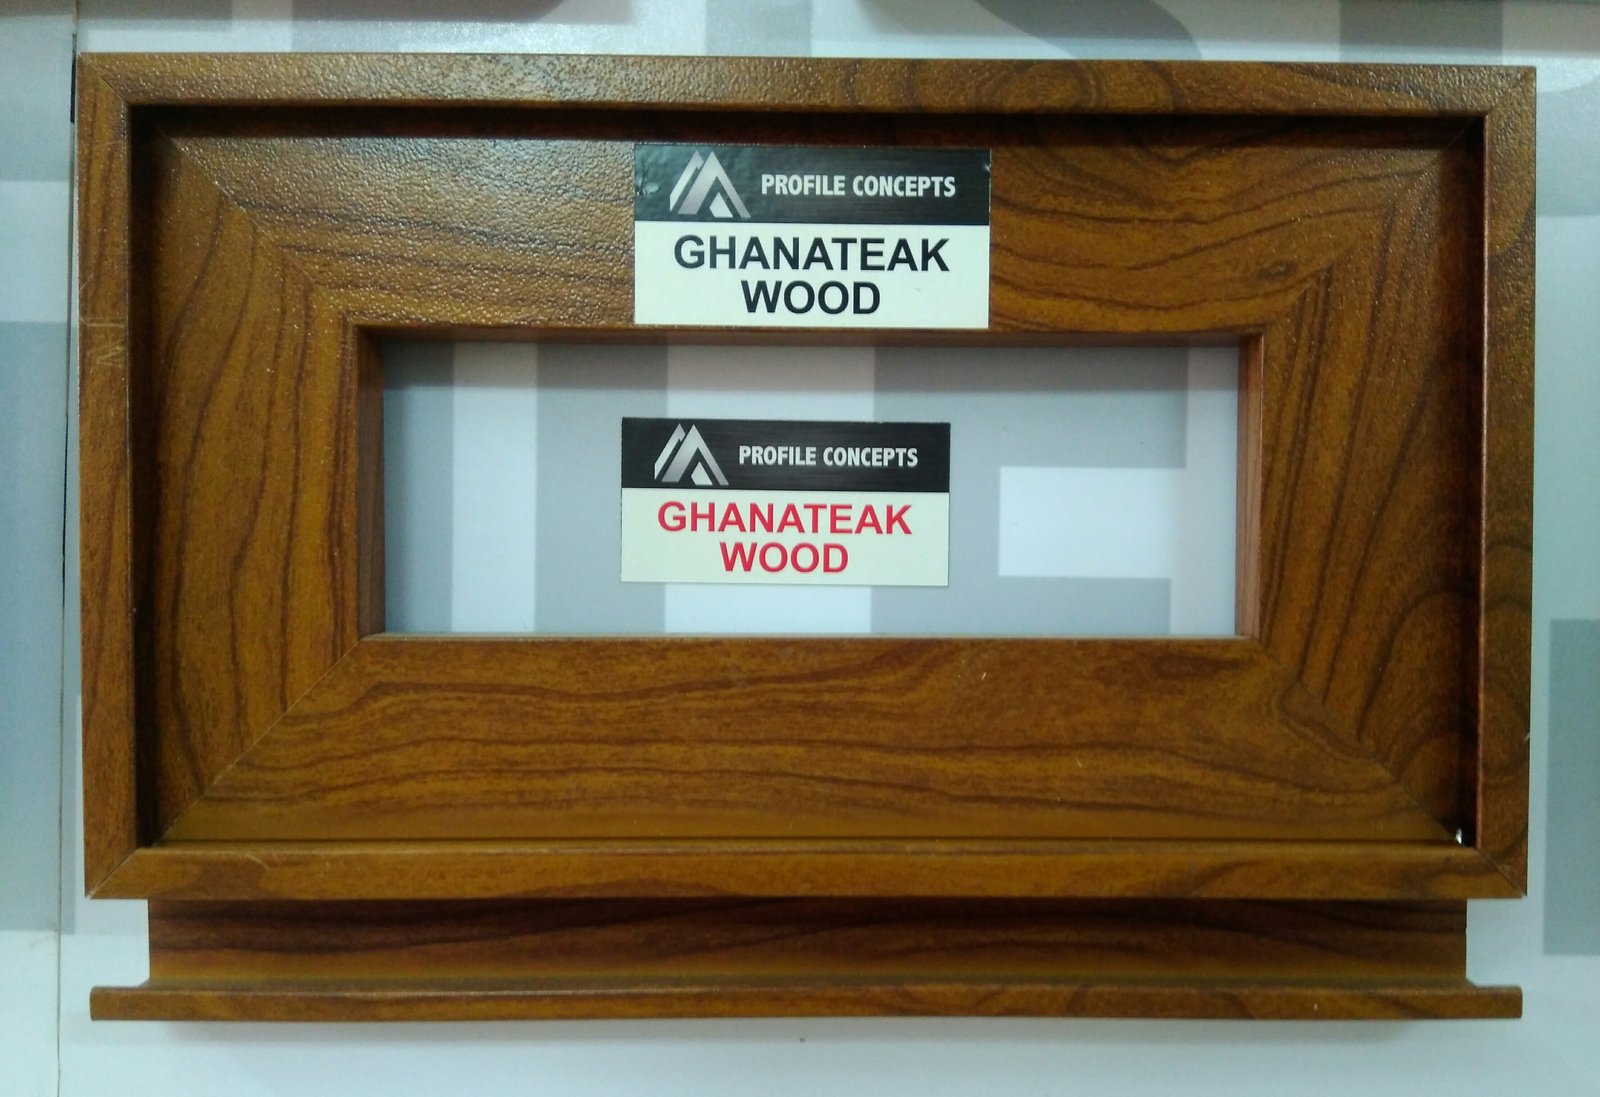 PROFILE CONCEPTS
GHANATEAK
WOOD
PROFILE CONCEPTS
GHANATEAK
WOOD